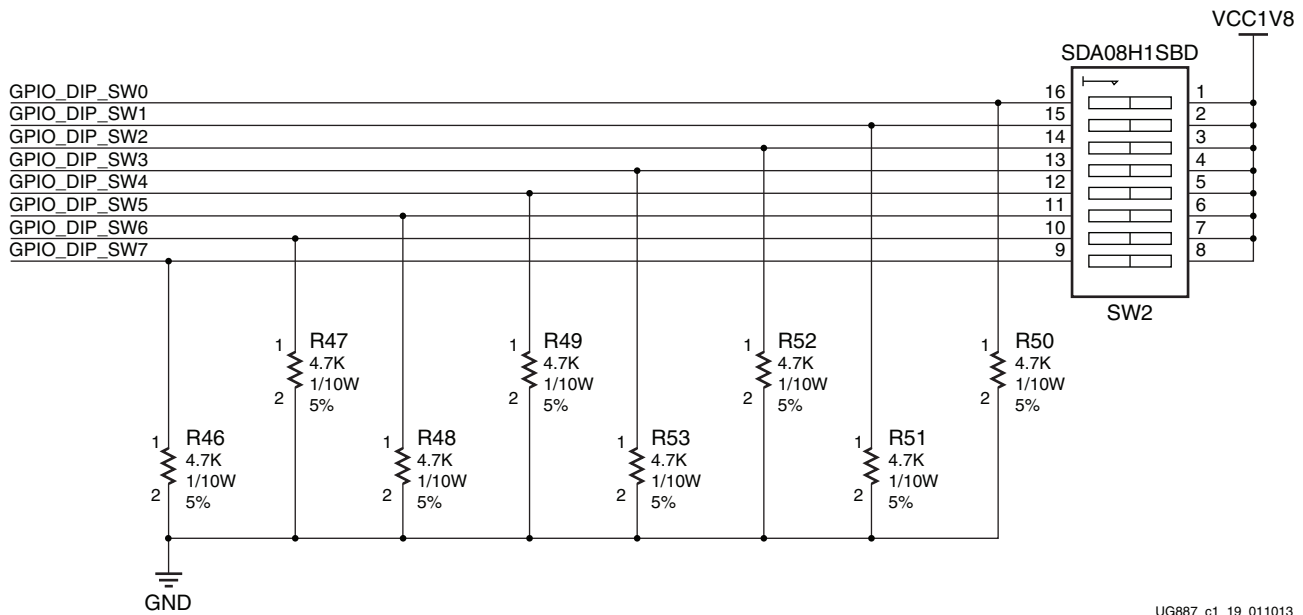 VCC1V8
SDA08H1SBD
GPIO_DIP_SW0 16 1
GPIO_DIP_SW1 15 2
GPIO_DIP_SW2 14 3
GPIO_DIP_SW3 13 4
GPIO_DIP_SW4 12 5
GPIO_DIP_SW5 11 6
GPIO_DIP_SW6 10 7
GPIO_DIP_SW7 9 8
SW2
1 R47
4.7K
1/10W
2 5%
1 R49
4.7K
1/10W
2 5%
1 R52
4.7K
1/10W
2 5%
1 R50
4.7K
1/10W
2 5%
1 R46
4.7K
1/10W
2 5%
1 R48
4.7K
1/10W
2 5%
1 R53
4.7K
1/10W
2 5%
1 R51
4.7K
1/10W
2 5%
GND
UG887_c1_19_011013